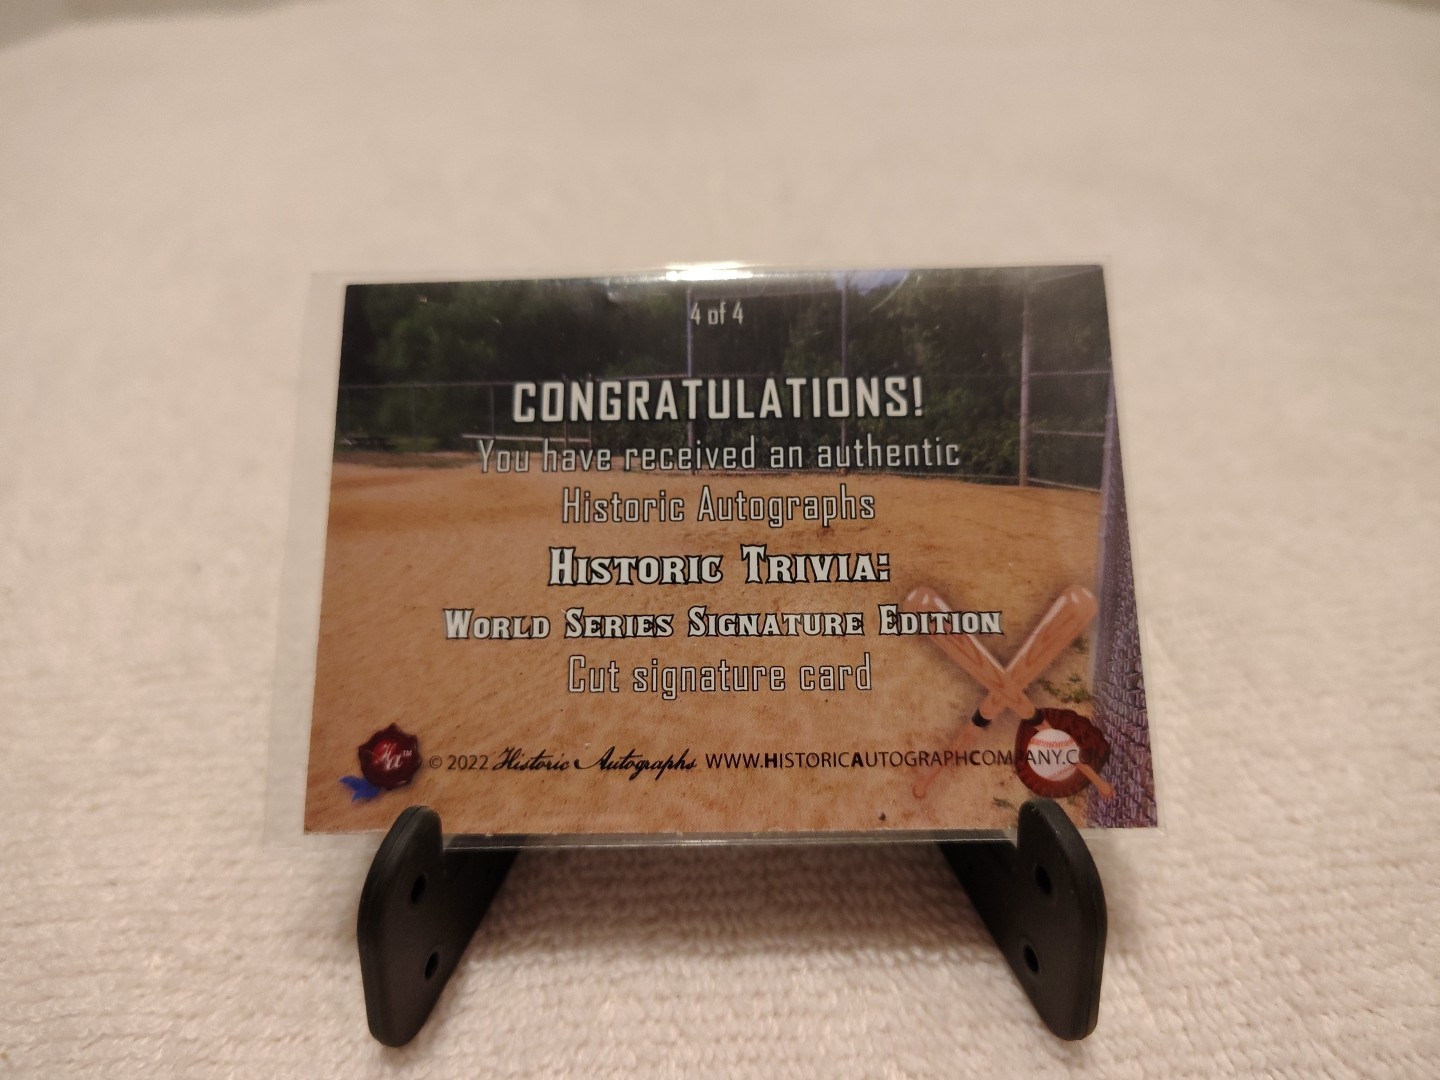 4 of 4
CONGRATULATIONS!
You have received an authentic
Historic Autographs
HISTORIC TRIVIA:
WORLD SERIES SIGNATURE EDITION
Cut signature card
Ha™ © 2022 Historic Autographs WWW.HISTORICAUTOGRAPHCOMPANY.COM